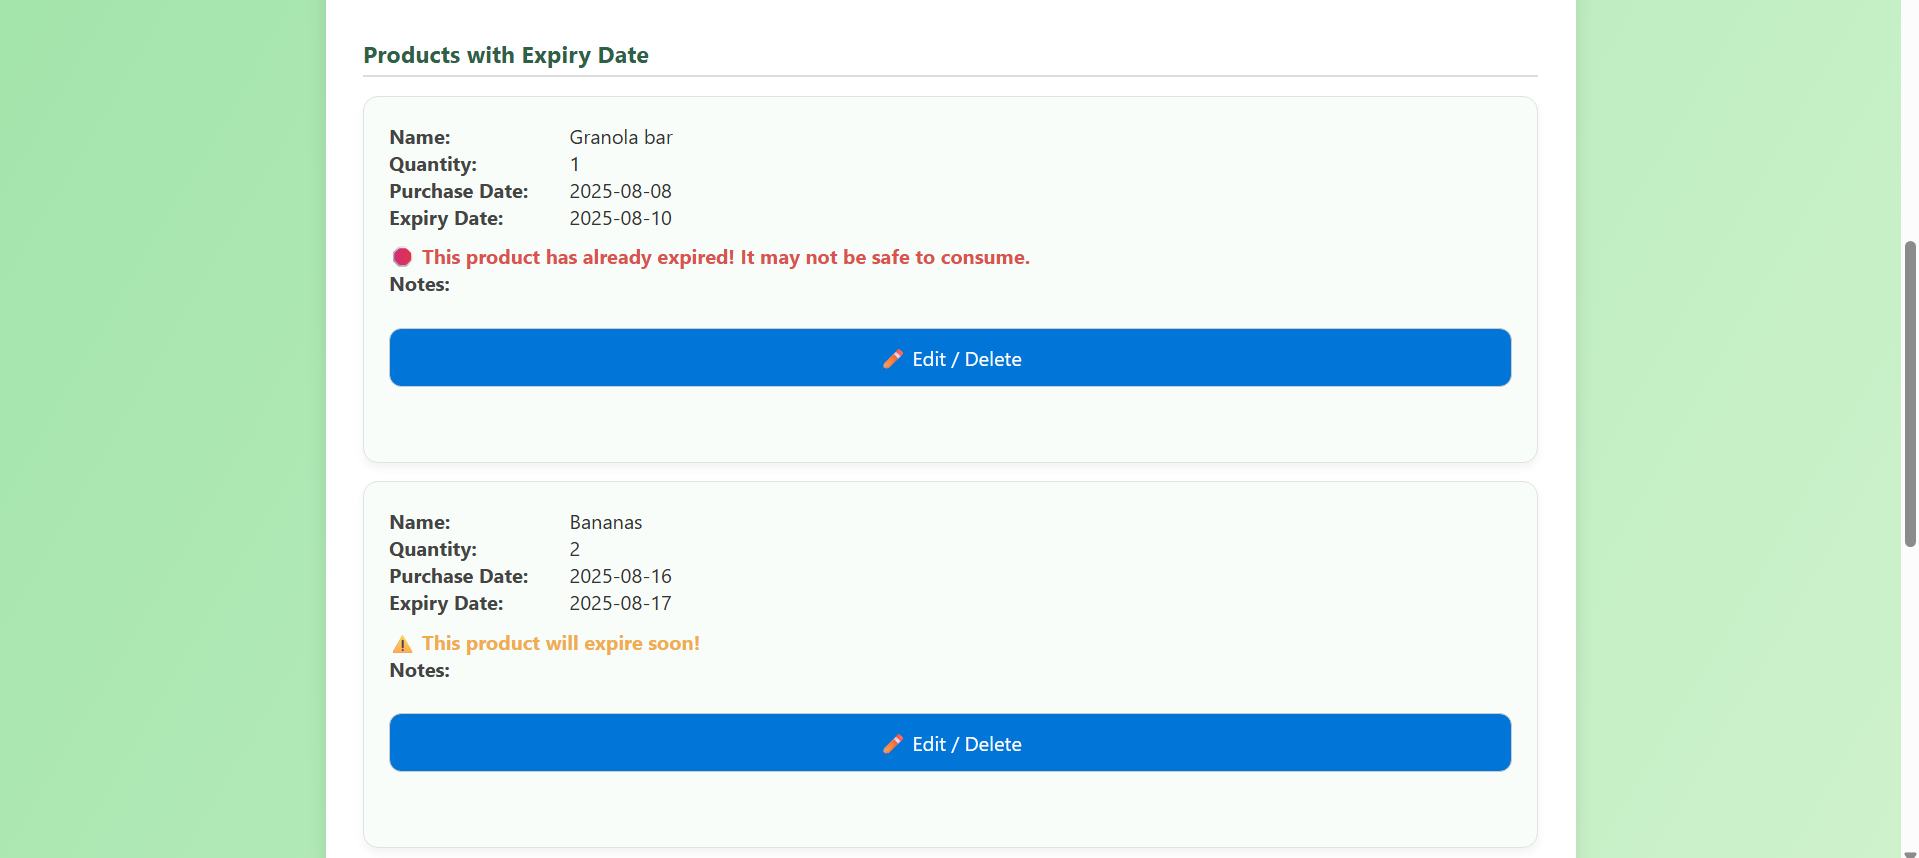 Products with Expiry Date
Name: Granola bar
Quantity: 1
Purchase Date: 2025-08-08
Expiry Date: 2025-08-10
This product has already expired! It may not be safe to consume.
Notes:
Edit / Delete
Name: Bananas
Quantity: 2
Purchase Date: 2025-08-16
Expiry Date: 2025-08-17
This product will expire soon!
Notes:
Edit / Delete